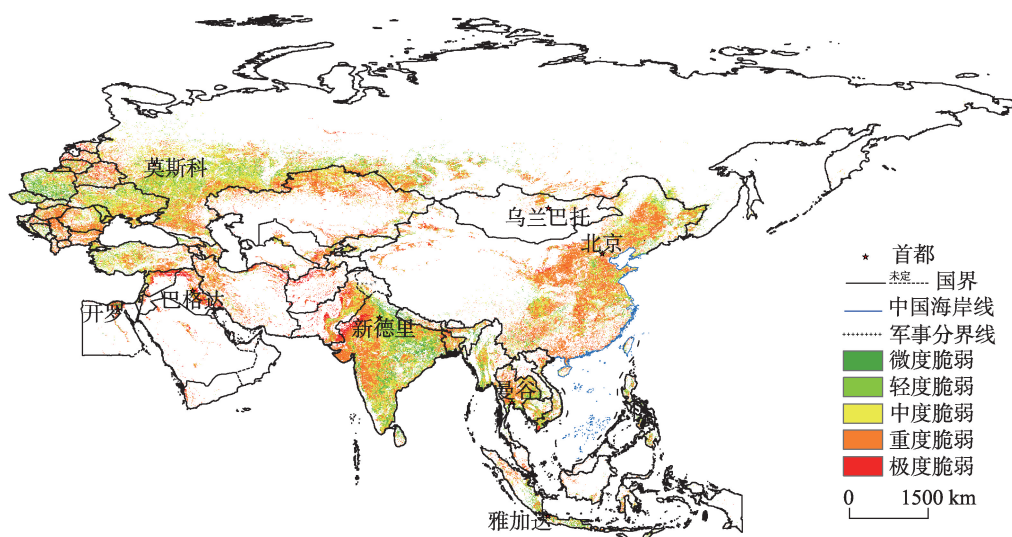 莫斯科
乌兰巴托
北京
开罗
巴格达
新德里
曼谷
雅加达
首都
未定
国界
中国海岸线
军事分界线
微度脆弱
轻度脆弱
中度脆弱
重度脆弱
极度脆弱
0 1500 km